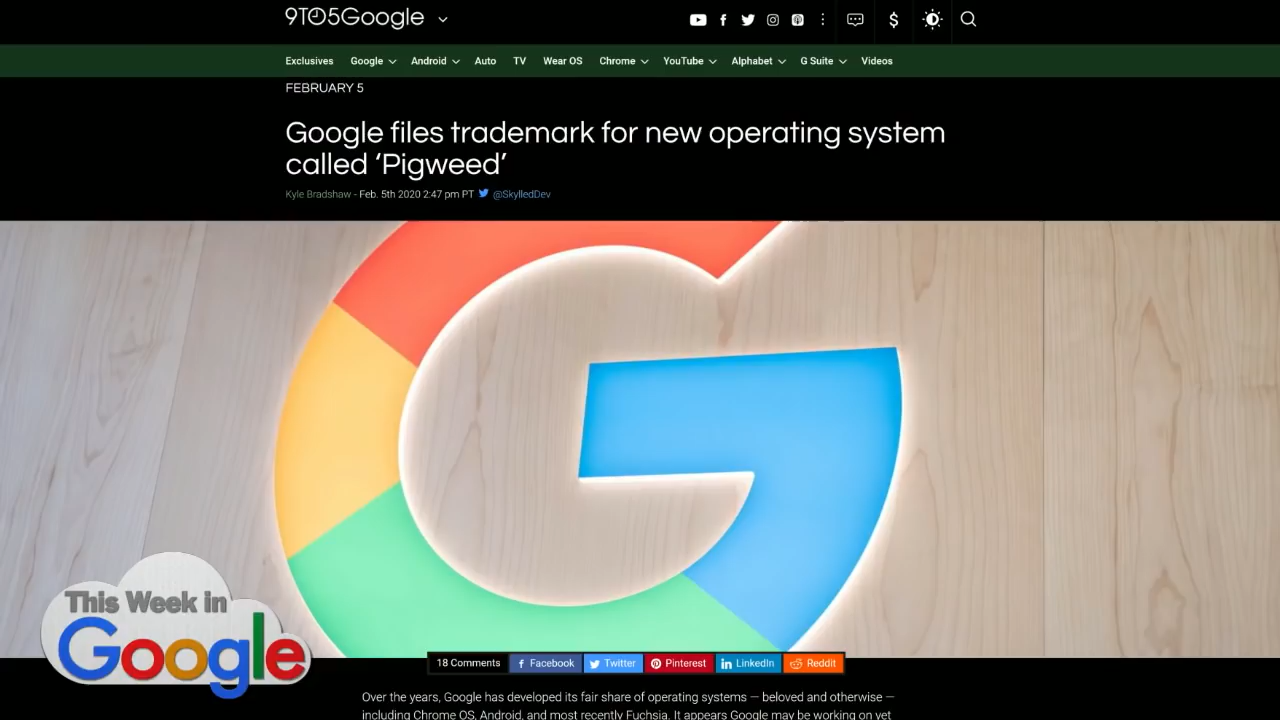 9TO5Google
Exclusives Google Android Auto TV Wear OS Chrome YouTube Alphabet G Suite Videos
FEBRUARY 5
Google files trademark for new operating system
called ‘Pigweed’
Kyle Bradshaw - Feb. 5th 2020 2:47 pm PT @SkylledDev
This Week in
Google
18 Comments Facebook Twitter Pinterest LinkedIn Reddit
Over the years, Google has developed its fair share of operating systems — beloved and otherwise —
including Chrome OS, Android, and most recently Fuchsia. It appears Google may be working on yet